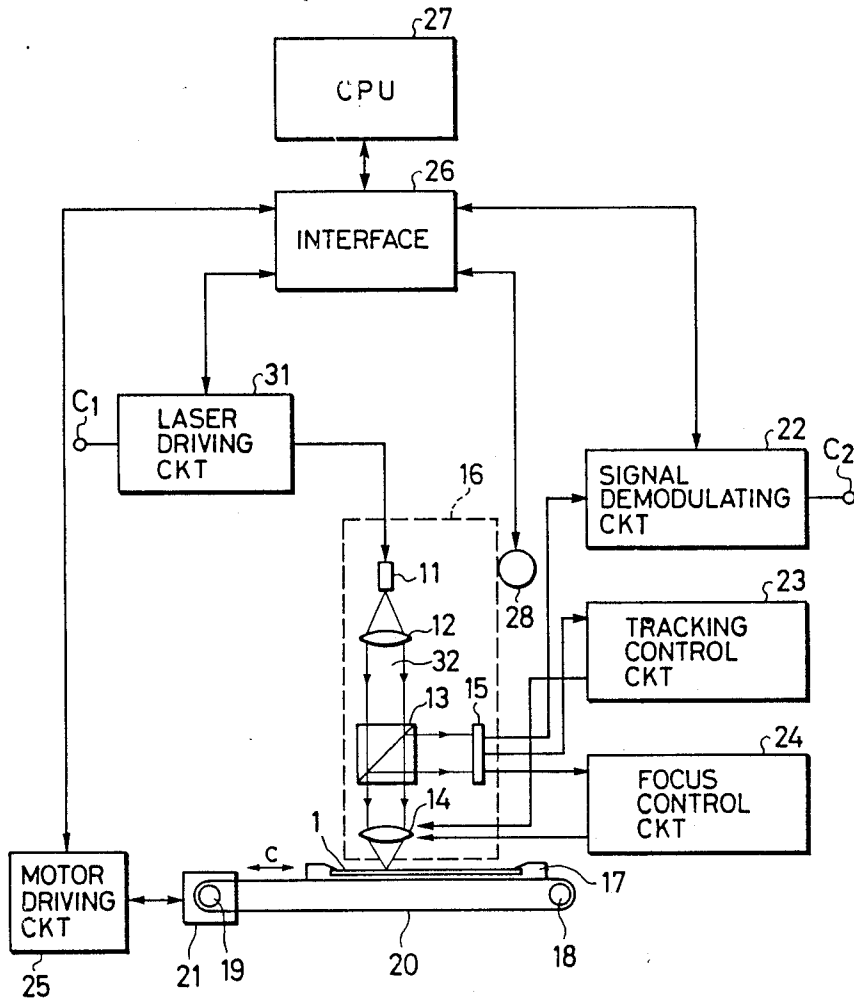 27
CPU
26
INTERFACE
31
C1
LASER
DRIVING
CKT
22
C2
SIGNAL
DEMODULATING
CKT
16
11
28
12
23
TRACKING
CONTROL
CKT
32
13
15
24
FOCUS
CONTROL
CKT
14
1
C
17
MOTOR
DRIVING
CKT
25
21
19
20
18